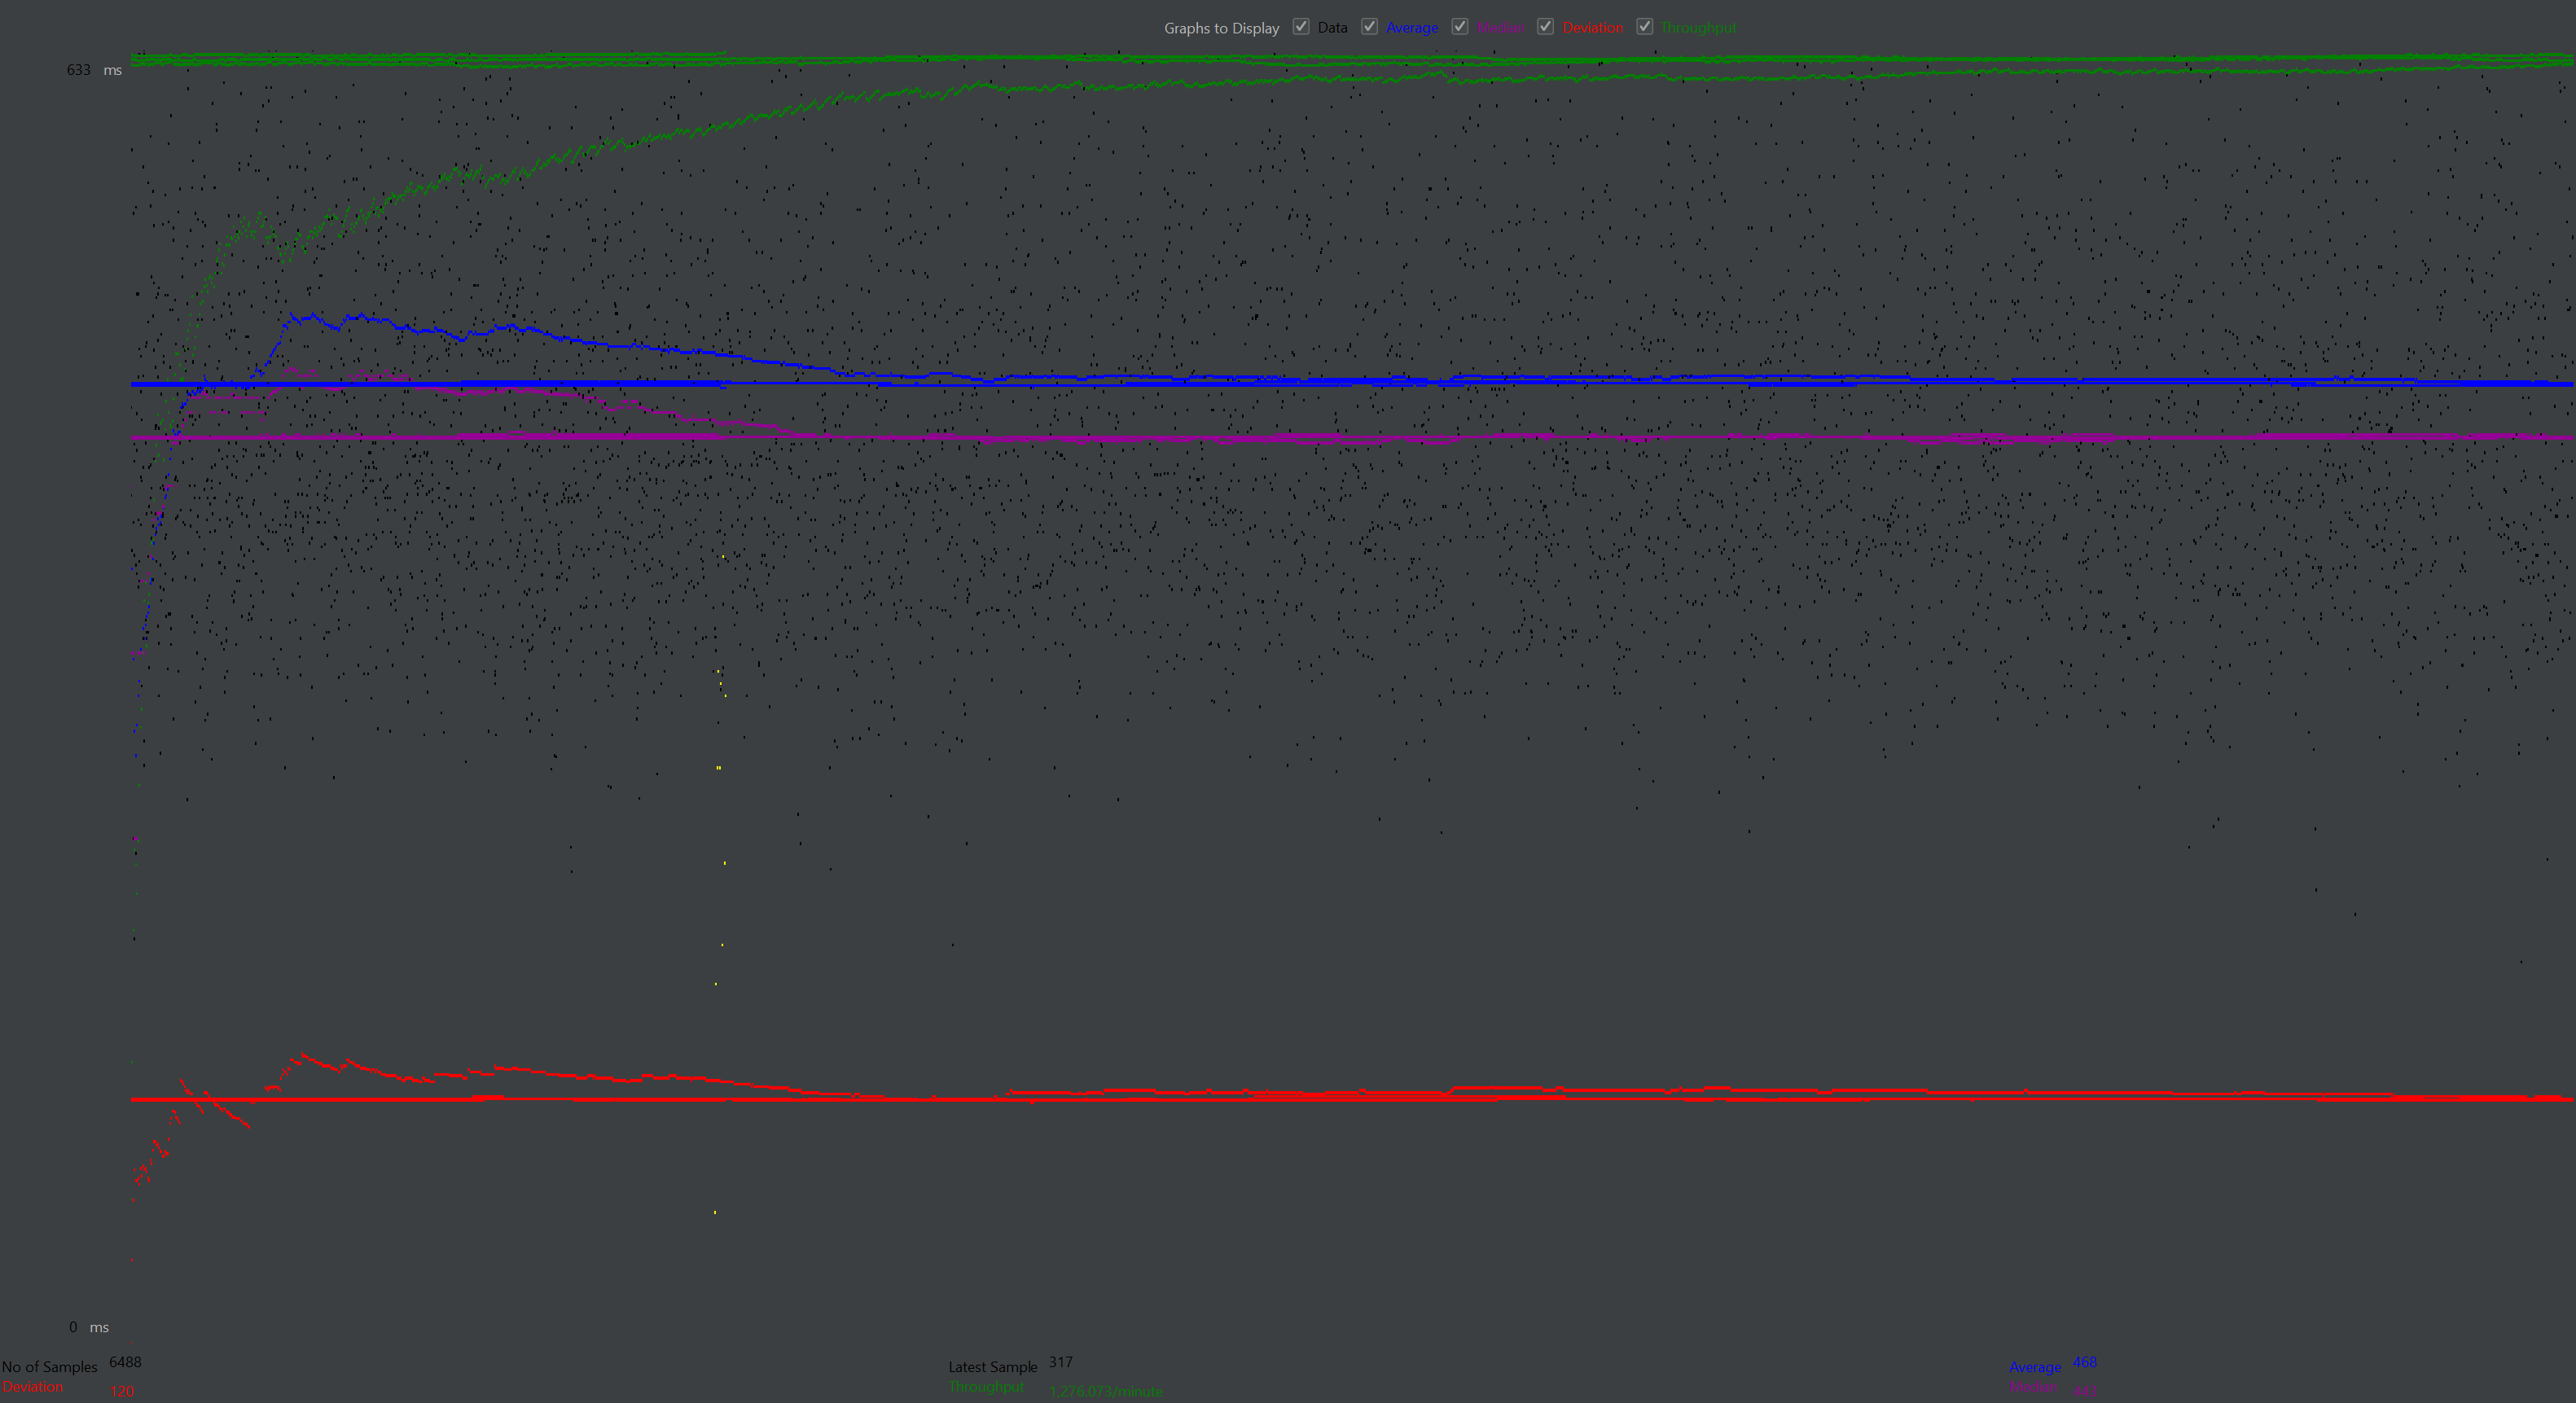 Graphs to Display Data Average Median Deviation Throughput
633 ms
0 ms
No of Samples 6488 Latest Sample 317 Average 468
Deviation 120 Throughput 1,276.073/minute Median